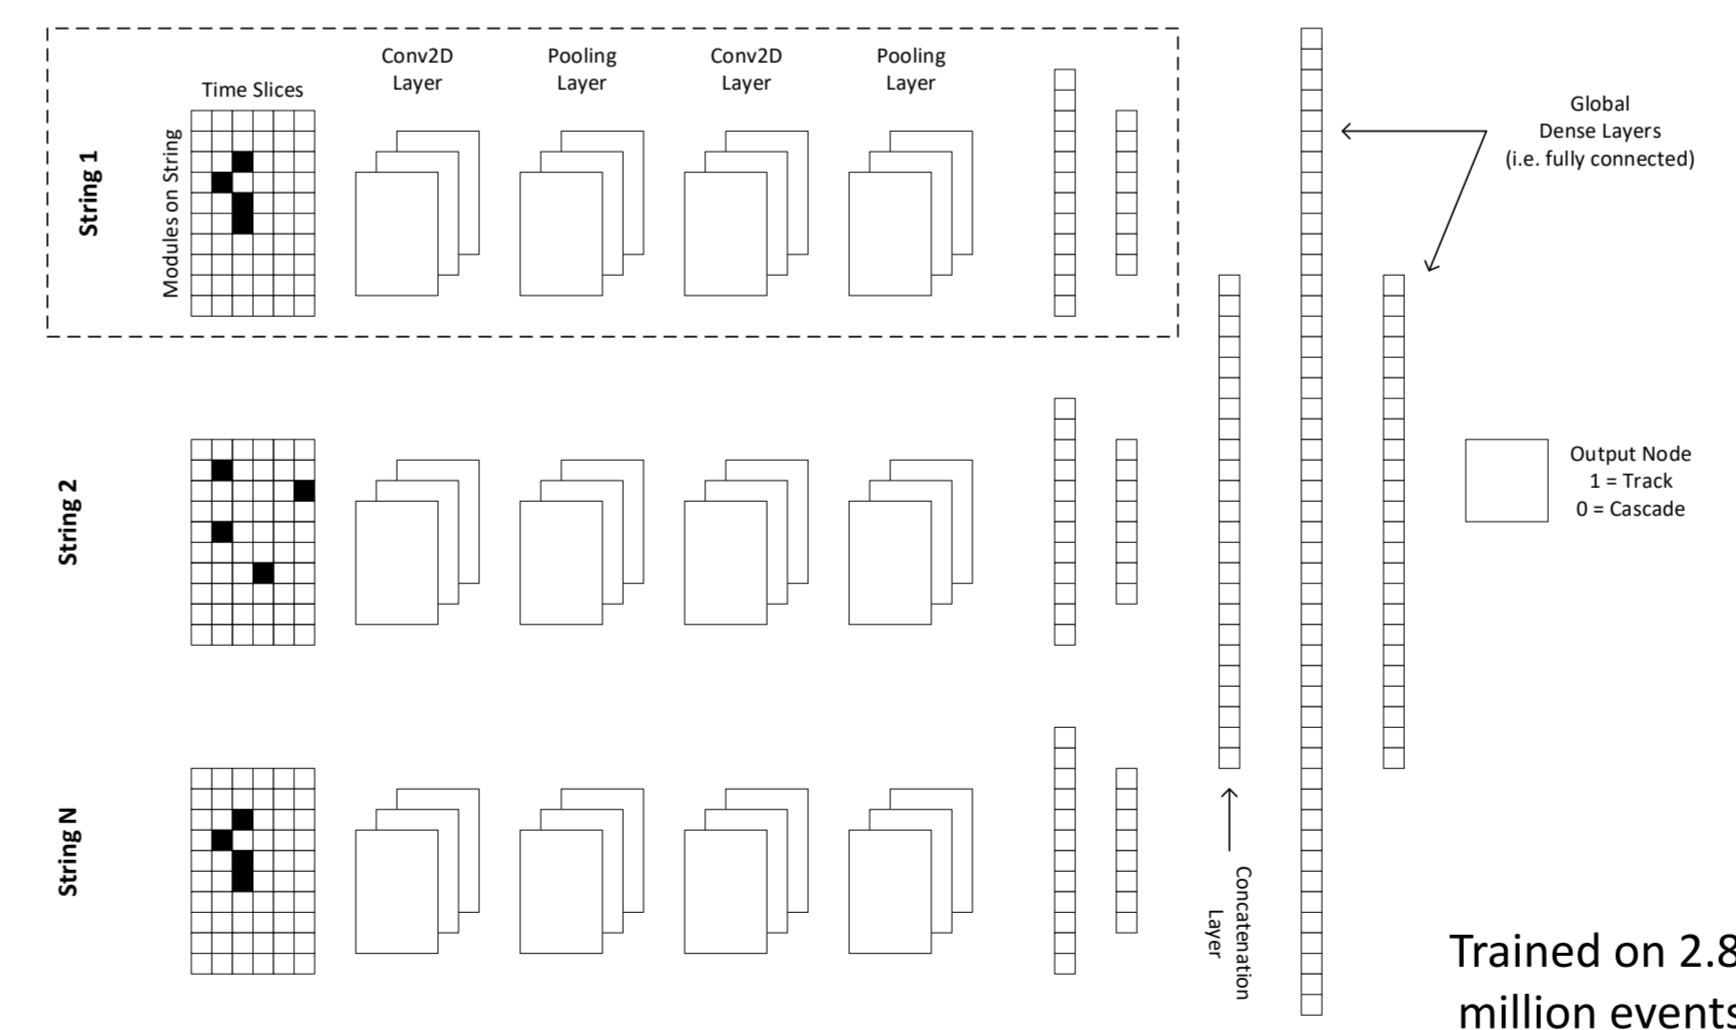 String 1
Modules on String
Time Slices
Conv2D
Layer
Pooling
Layer
Conv2D
Layer
Pooling
Layer
Global
Dense Layers
(i.e. fully connected)
String 2
Output Node
1 = Track
0 = Cascade
String N
Concatenation
Layer
Trained on 2.8
million events